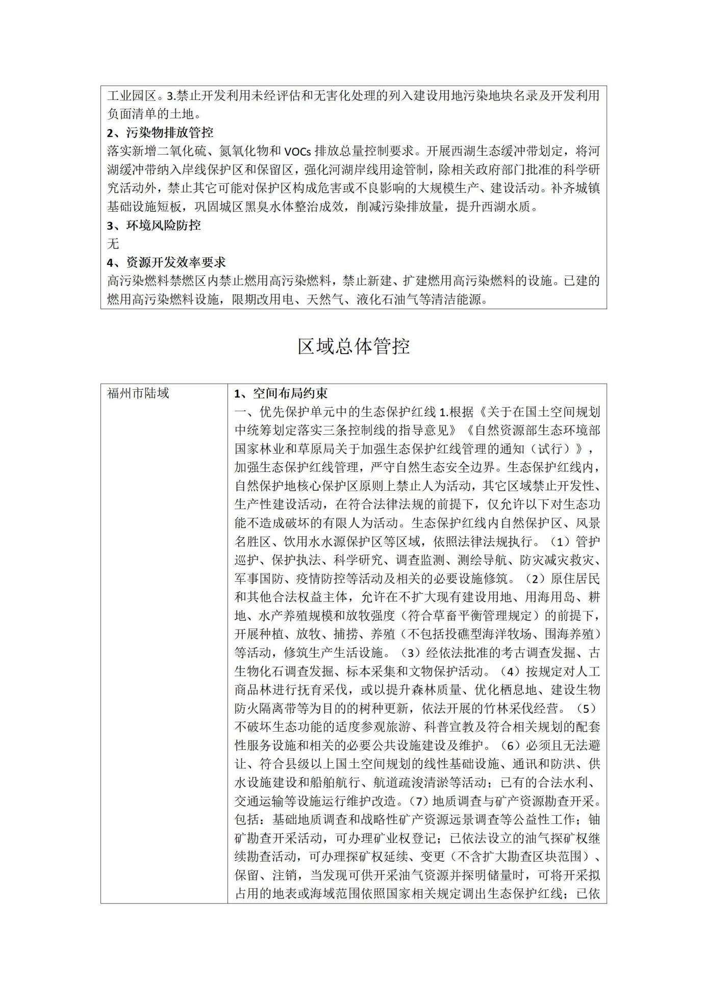 工业园区。3.禁止开发利用未经评估和无害化处理的列入建设用地污染地块名录及开发利用
负面清单的土地。
2、污染物排放管控
落实新增二氧化硫、氮氧化物和 VOCs 排放总量控制要求。开展西湖生态缓冲带划定，将河
湖缓冲带纳入岸线保护区和保留区，强化河湖岸线用途管制，除相关政府部门批准的科学研
究活动外，禁止其它可能对保护区构成危害或不良影响的大规模生产、建设活动。补齐城镇
基础设施短板，巩固城区黑臭水体整治成效，削减污染排放量，提升西湖水质。
3、环境风险防控
无
4、资源开发效率要求
高污染燃料禁燃区内禁止燃用高污染燃料，禁止新建、扩建燃用高污染燃料的设施。已建的
燃用高污染燃料设施，限期改用电、天然气、液化石油气等清洁能源。
区域总体管控
福州市陆域
1、空间布局约束
一、优先保护单元中的生态保护红线 1.根据《关于在国土空间规划
中统筹划定落实三条控制线的指导意见》《自然资源部生态环境部
国家林业和草原局关于加强生态保护红线管理的通知（试行）》，
加强生态保护红线管理，严守自然生态安全边界。生态保护红线内，
自然保护地核心保护区原则上禁止人为活动，其它区域禁止开发性、
生产性建设活动，在符合法律法规的前提下，仅允许以下对生态功
能不造成破坏的有限人为活动。生态保护红线内自然保护区、风景
名胜区、饮用水水源保护区等区域，依照法律法规执行。（1）管护
巡护、保护执法、科学研究、调查监测、测绘导航、防灾减灾救灾、
军事国防、疫情防控等活动及相关的必要设施修筑。（2）原住居民
和其他合法权益主体，允许在不扩大现有建设用地、用海用岛、耕
地、水产养殖规模和放牧强度（符合草畜平衡管理规定）的前提下，
开展种植、放牧、捕捞、养殖（不包括投礁型海洋牧场、围海养殖）
等活动，修筑生产生活设施。（3）经依法批准的考古调查发掘、古
生物化石调查发掘、标本采集和文物保护活动。（4）按规定对人工
商品林进行抚育采伐，或以提升森林质量、优化栖息地、建设生物
防火隔离带等为目的的树种更新，依法开展的竹林采伐经营。（5）
不破坏生态功能的适度参观旅游、科普宣教及符合相关规划的配套
性服务设施和相关的必要公共设施建设及维护。（6）必须且无法避
让、符合县级以上国土空间规划的线性基础设施、通讯和防洪、供
水设施建设和船舶航行、航道疏浚清淤等活动；已有的合法水利、
交通运输等设施运行维护改造。（7）地质调查与矿产资源勘查开采。
包括：基础地质调查和战略性矿产资源远景调查等公益性工作；铀
矿勘查开采活动，可办理矿业权登记；已依法设立的油气探矿权继
续勘查活动，可办理探矿权延续、变更（不含扩大勘查区块范围）、
保留、注销，当发现可供开采油气资源并探明储量时，可将开采拟
占用的地表或海域范围依照国家相关规定调出生态保护红线；已依